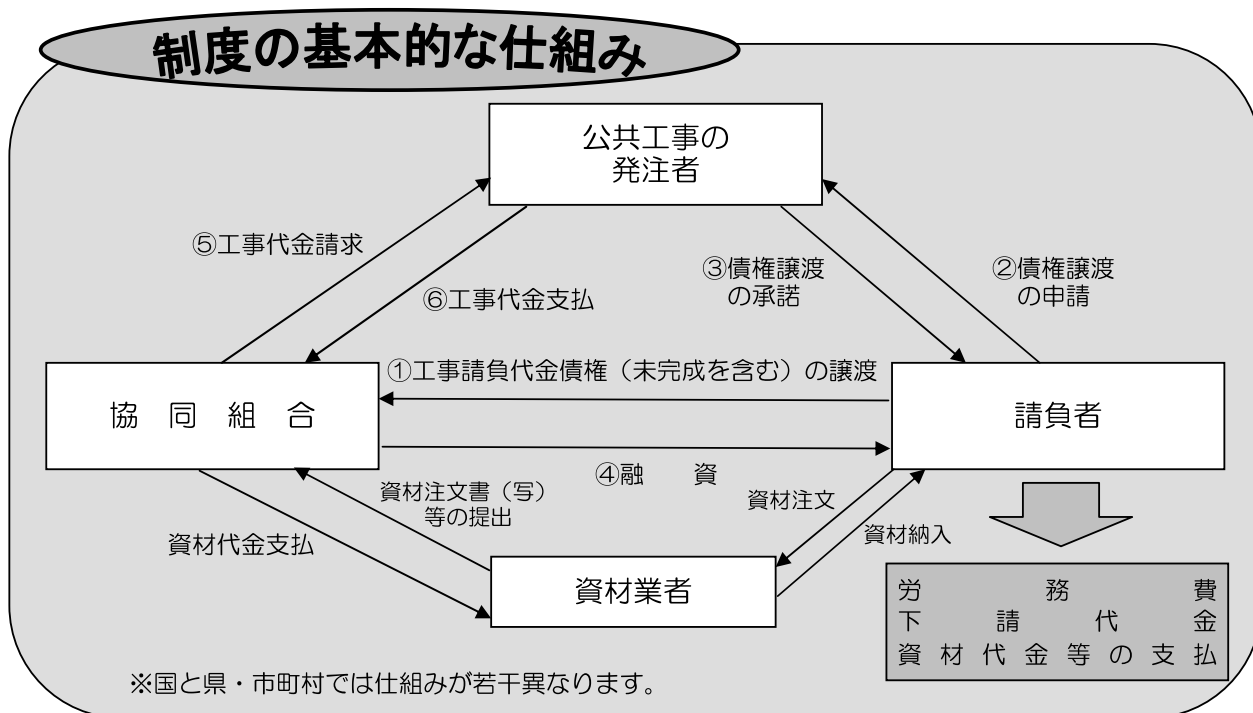 制度の基本的な仕組み
公共工事の
発注者
⑤工事代金請求
⑥工事代金支払
③債権譲渡
の承諾
②債権譲渡
の申請
①工事請負代金債権（未完成を含む）の譲渡
協　同　組　合
請負者
④融　　資
資材注文書（写）
等の提出
資材注文
資材代金支払
資材納入
資材業者
労務費
下請代金
資材代金等の支払
※国と県・市町村では仕組みが若干異なります。